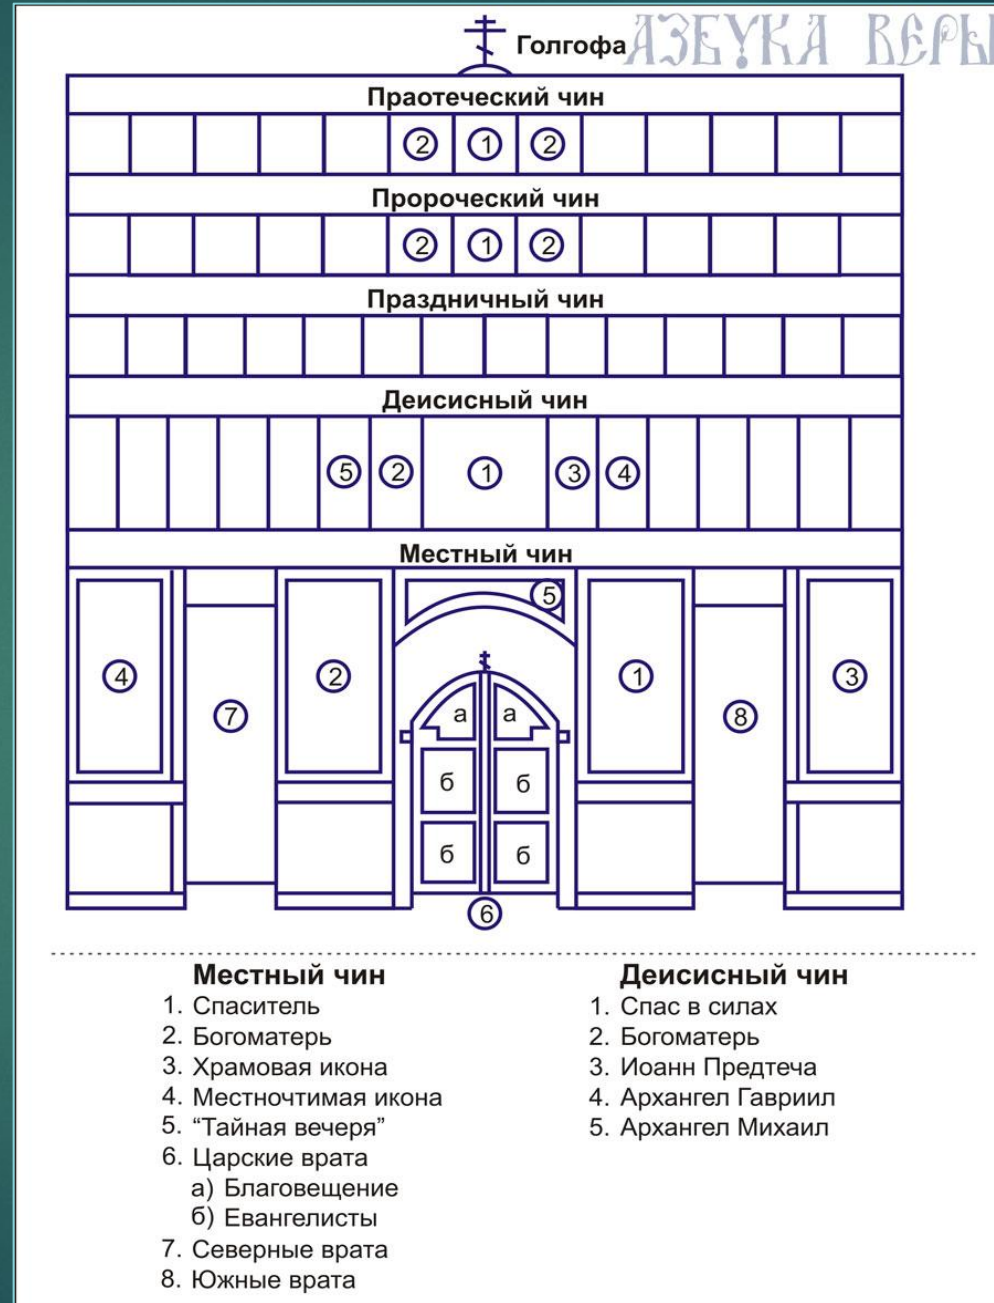 Голгофа АЗБУКА ВЕРЫ
Праотеческий чин
2 1 2
Пророческий чин
2 1 2
Праздничный чин
Деисисный чин
5 2 1 3 4
Местный чин
5
4 2 1 3
7 8
а а
б б
б б
6
Местный чин
1. Спаситель
2. Богоматерь
3. Храмовая икона
4. Местночтимая икона
5. “Тайная вечеря”
6. Царские врата
а) Благовещение
б) Евангелисты
7. Северные врата
8. Южные врата
Деисисный чин
1. Спас в силах
2. Богоматерь
3. Иоанн Предтеча
4. Архангел Гавриил
5. Архангел Михаил